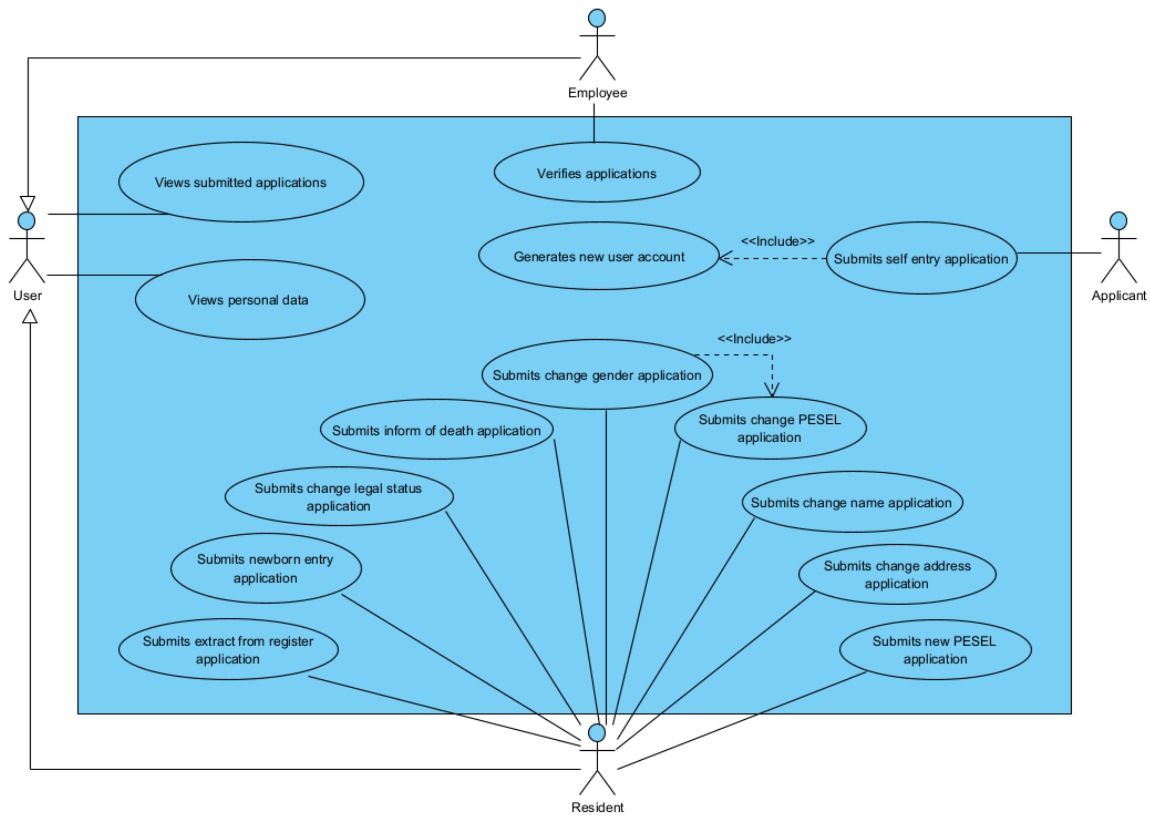 Employee
Views submitted applications
Verifies applications
<<Include>>
Generates new user account
Submits self entry application
User
Applicant
Views personal data
<<Include>>
Submits change gender application
Submits change PESEL
application
Submits inform of death application
Submits change legal status
application
Submits change name application
Submits newborn entry
application
Submits change address
application
Submits extract from register
application
Submits new PESEL
application
Resident